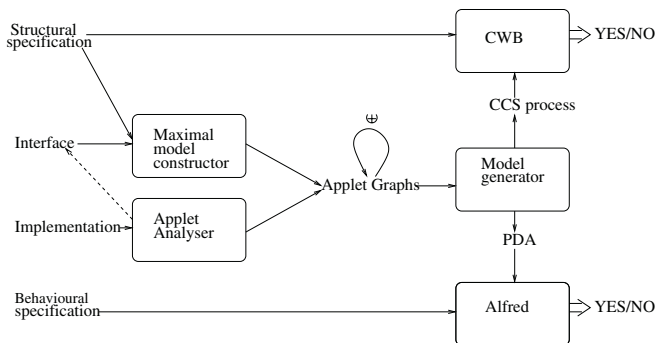 Structural
specification
CWB
YES/NO
CCS process
Interface
Maximal
model
constructor
⊕
Applet Graphs
Model
generator
Implementation
Applet
Analyser
PDA
Behavioural
specification
Alfred
YES/NO